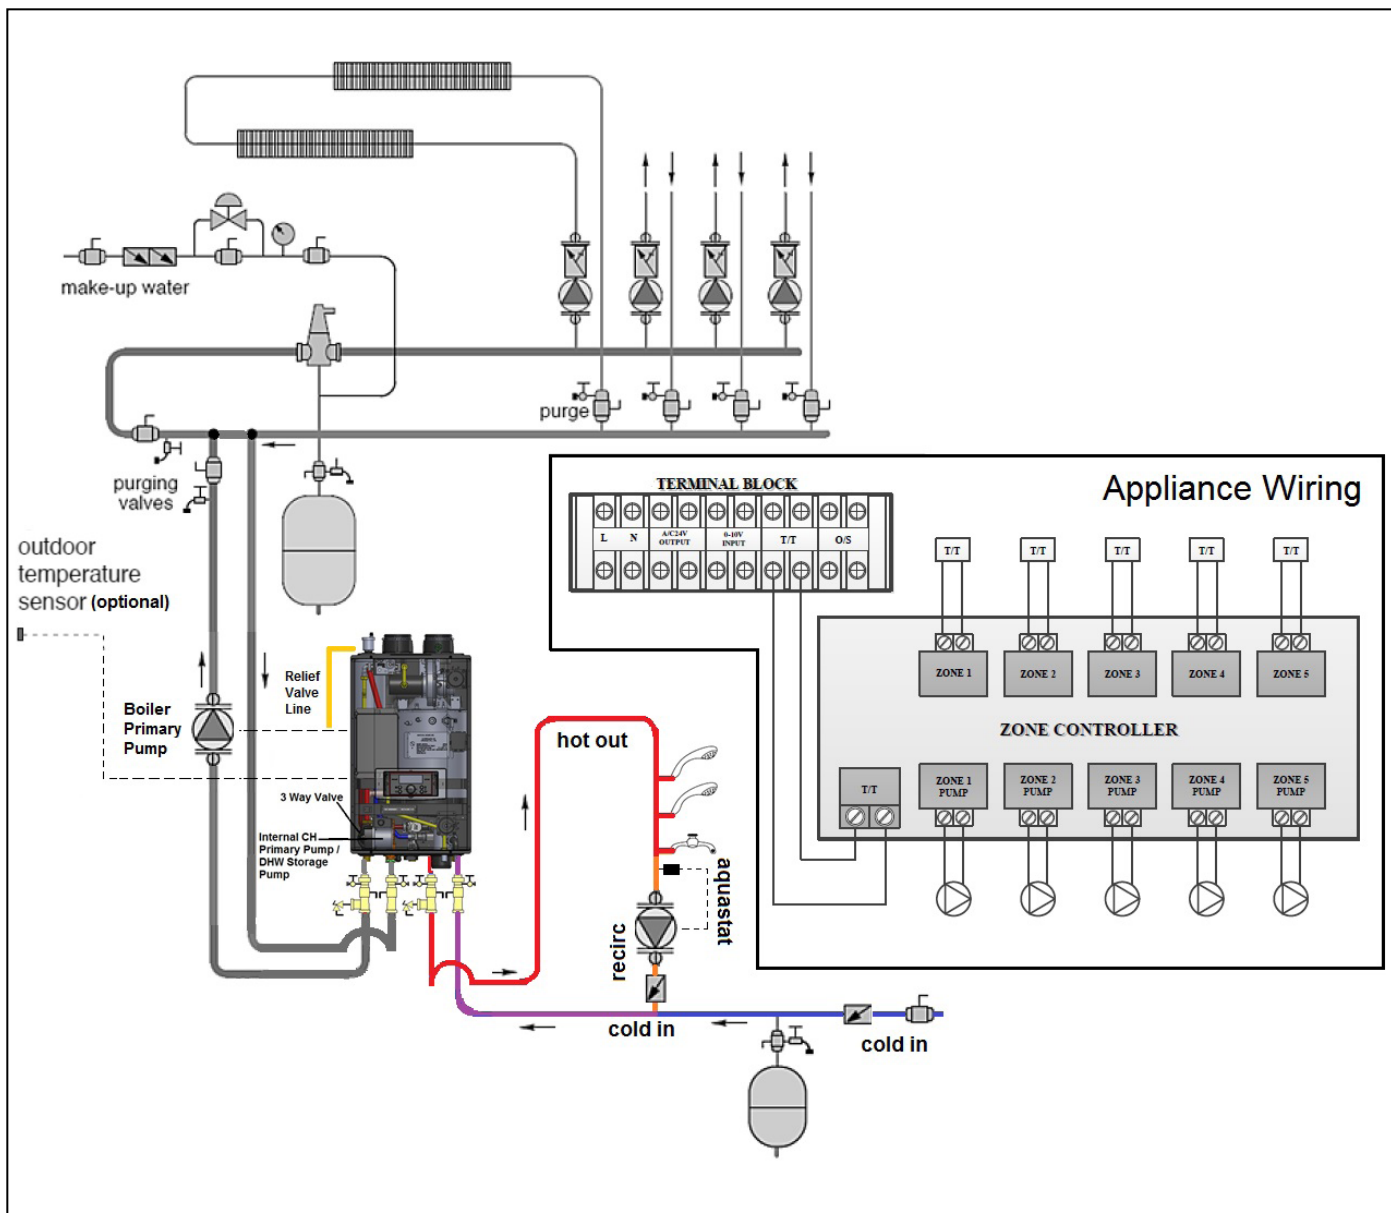 make-up water
purge
purging
valves
outdoor
temperature
sensor (optional)
Relief
Valve
Line
Boiler
Primary
Pump
3 Way Valve
Internal CH
Primary Pump /
DHW Storage
Pump
hot out
aquastat
recirc
cold in
cold in
Appliance Wiring
TERMINAL BLOCK
L
N
A/C24V
OUTPUT
0-10V
INPUT
T/T
O/S
T/T
T/T
T/T
T/T
T/T
ZONE 1
ZONE 2
ZONE 3
ZONE 4
ZONE 5
ZONE CONTROLLER
T/T
ZONE 1
PUMP
ZONE 2
PUMP
ZONE 3
PUMP
ZONE 4
PUMP
ZONE 5
PUMP